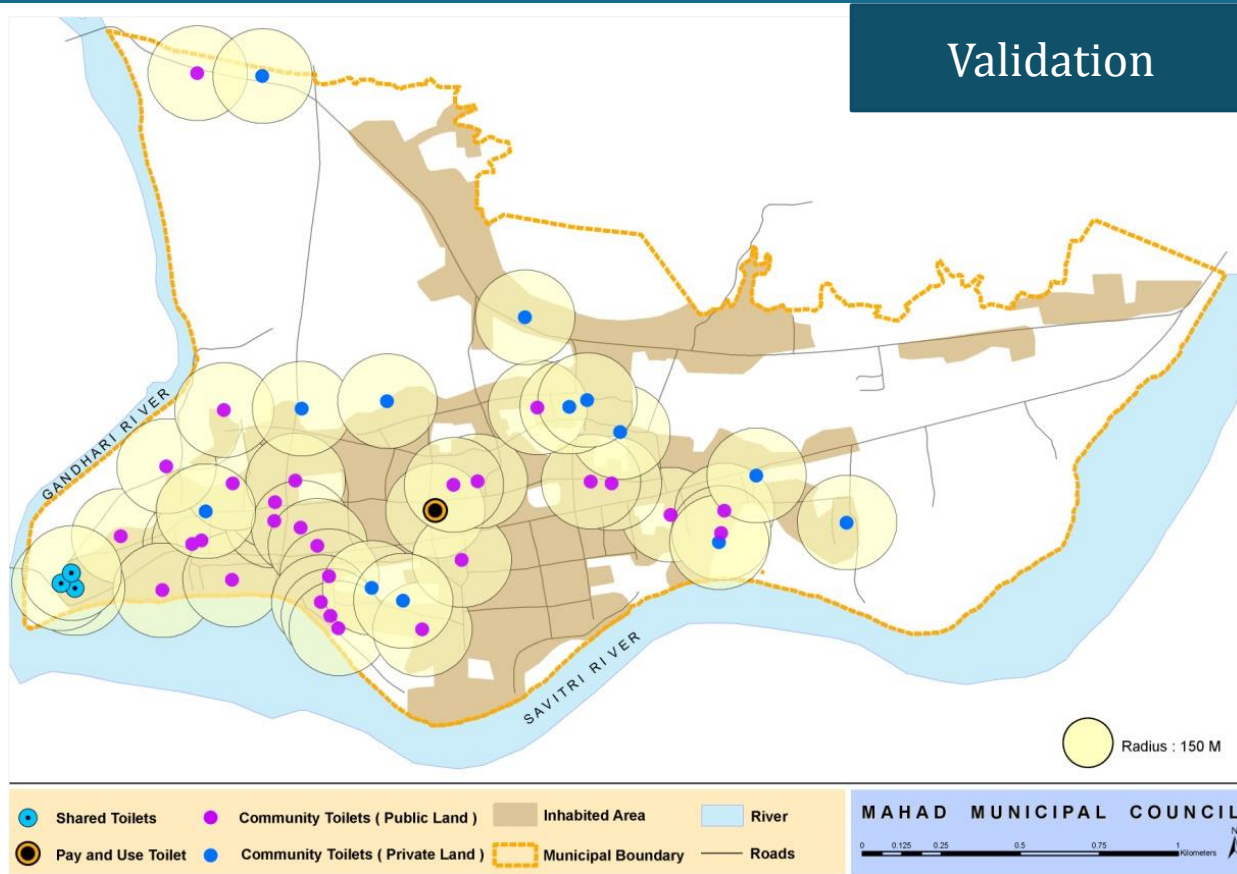 Validation
GANDHARI RIVER
SAVITRI RIVER
Radius : 150 M
Shared Toilets
Community Toilets ( Public Land )
Inhabited Area
River
Pay and Use Toilet
Community Toilets ( Private Land )
Municipal Boundary
Roads
MAHAD MUNICIPAL COUNCIL
N
0 0.125 0.25 0.5 0.75 1
Kilometers